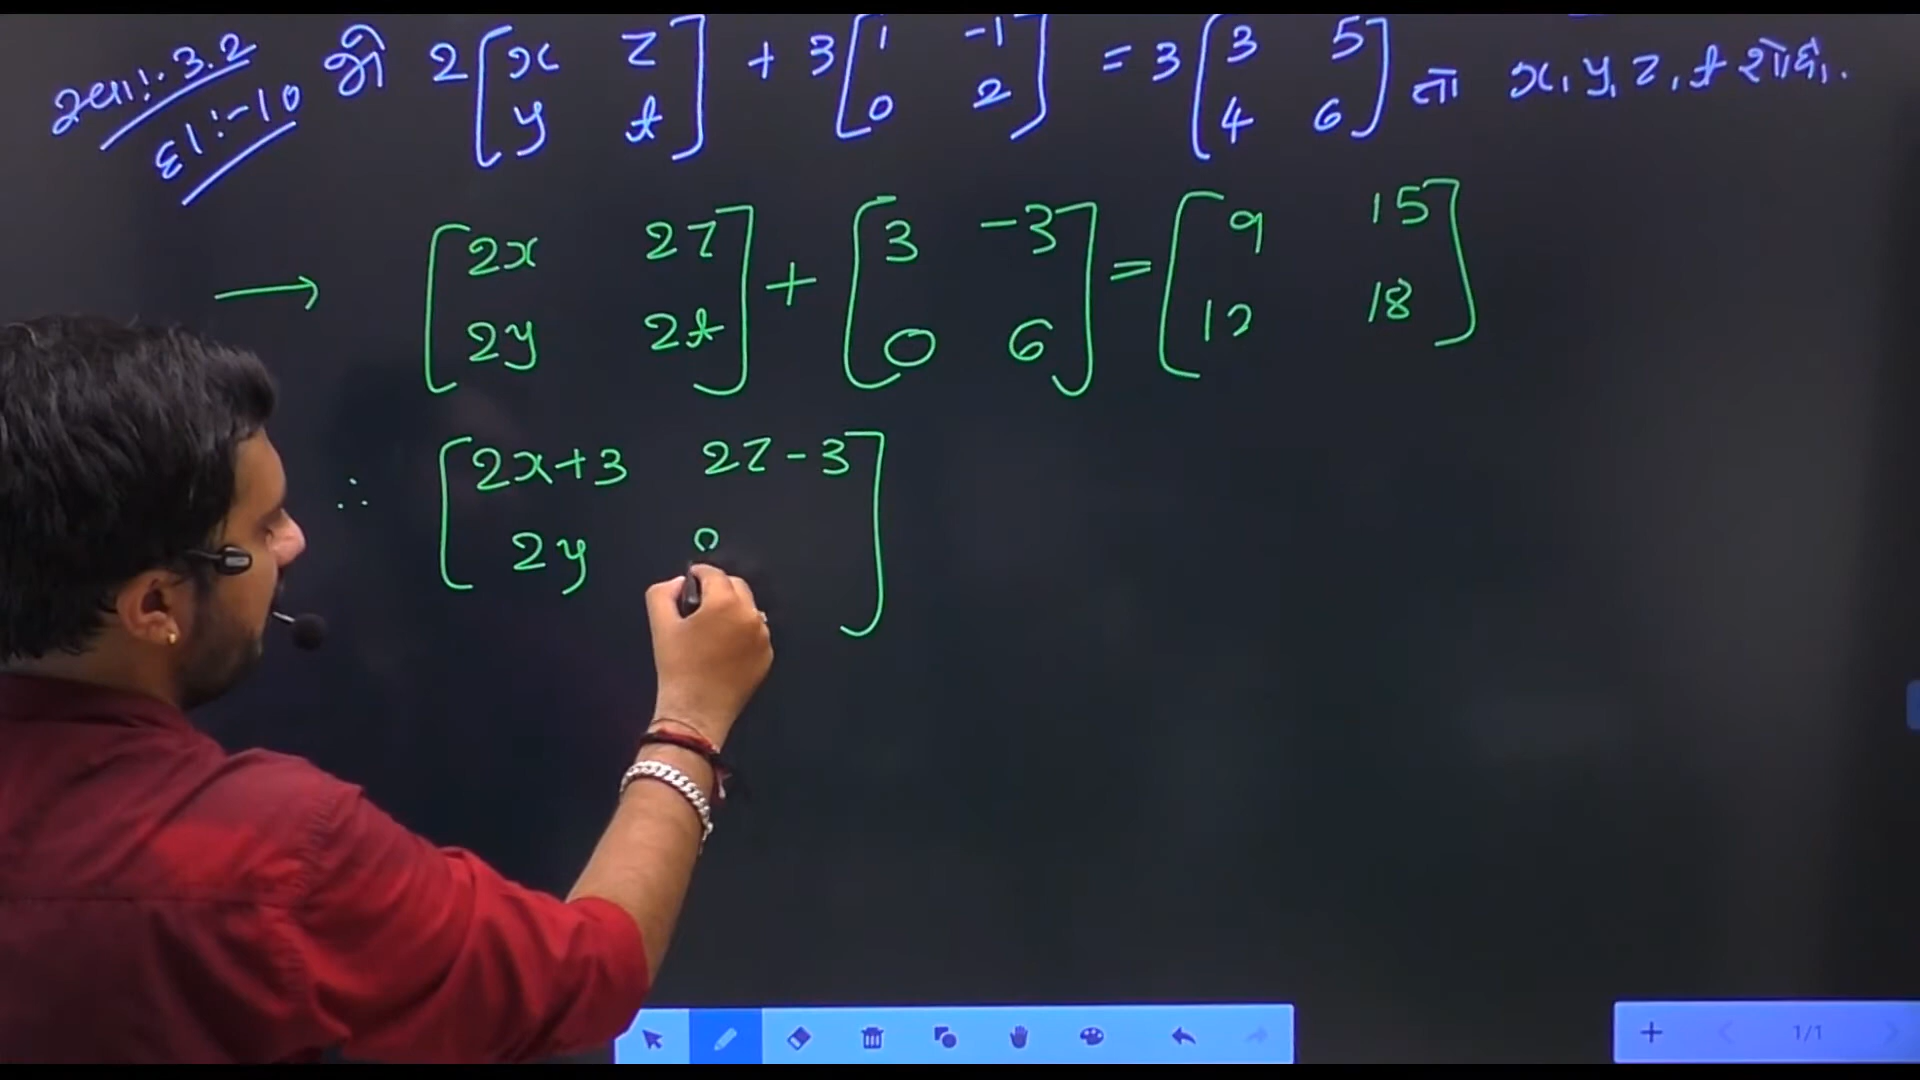 સ્વા:-3.2 જો 2[x z] + 3[1 -1] = 3[3 5] તો x, y, z, t શોધો.
દા:-10 [y t] [0 2] [4 6]
→ [2x 2z] + [3 -3] = [9 15]
[2y 2t] [0 6] [12 18]
∴ [2x+3 2z-3]
[2y
1/1